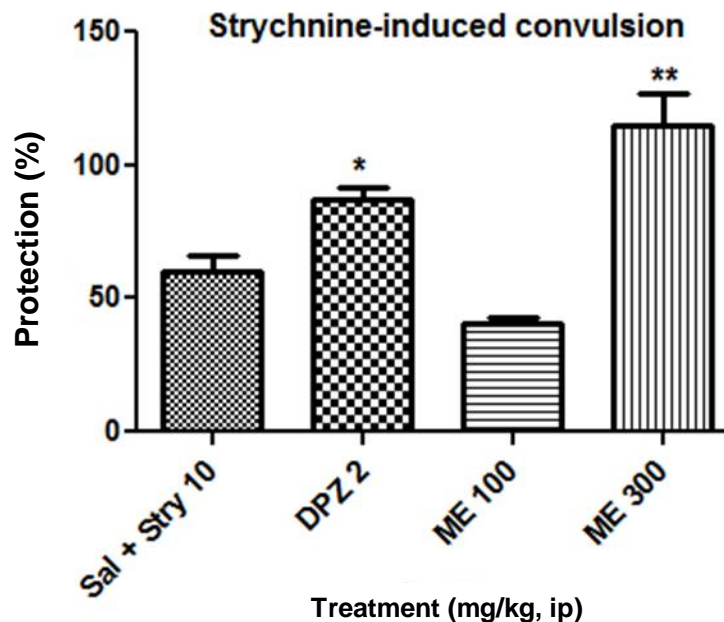 Strychnine-induced convulsion
Protection (%)
150
100
50
0
*
**
Sal + Stry 10
DPZ 2
ME 100
ME 300
Treatment (mg/kg, ip)